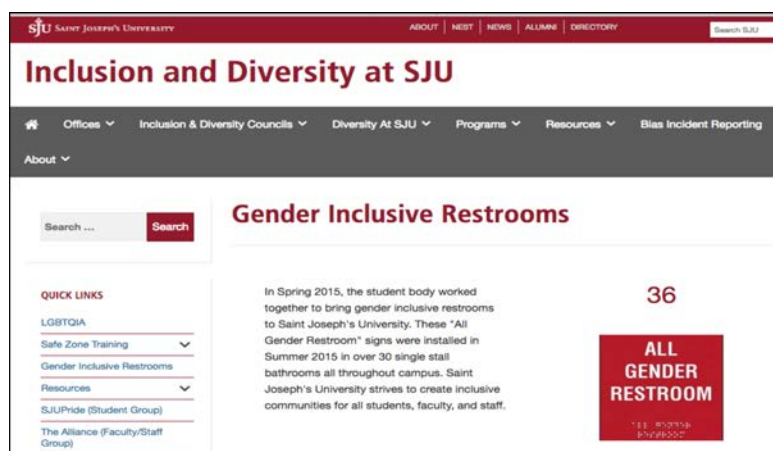 SJU SAINT JOSEPH'S UNIVERSITY
ABOUT | NEST | NEWS | ALUMNI | DIRECTORY
Search SJU
Inclusion and Diversity at SJU
Offices Inclusion & Diversity Councils Diversity At SJU Programs Resources Bias Incident Reporting
About
Search ... Search
Gender Inclusive Restrooms
QUICK LINKS
LGBTQIA
Safe Zone Training
Gender Inclusive Restrooms
Resources
SJUPride (Student Group)
The Alliance (Faculty/Staff
Group)
In Spring 2015, the student body worked
together to bring gender inclusive restrooms
to Saint Joseph's University. These "All
Gender Restroom" signs were installed in
Summer 2015 in over 30 single stall
bathrooms all throughout campus. Saint
Joseph's University strives to create inclusive
communities for all students, faculty, and staff.
36
ALL
GENDER
RESTROOM